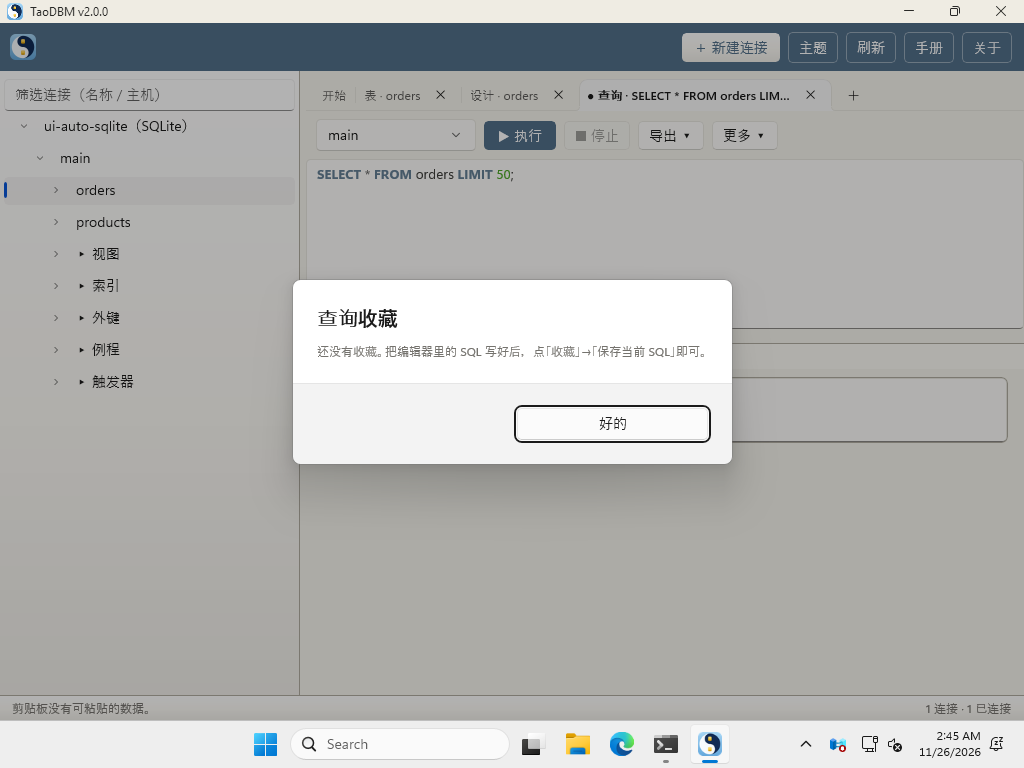 TaoDBM v2.0.0
+ 新建连接 主题 刷新 手册 关于
筛选连接（名称 / 主机）
开始 表 · orders 设计 · orders • 查询 · SELECT * FROM orders LIM...
ui-auto-sqlite（SQLite）
main
orders
products
视图
索引
外键
例程
触发器
main 执行 停止 导出 更多
SELECT * FROM orders LIMIT 50;
查询收藏
还没有收藏。把编辑器里的 SQL 写好后，点「收藏」→「保存当前 SQL」即可。
好的
剪贴板没有可粘贴的数据。
1 连接 · 1 已连接
Search
2:45 AM
11/26/2026